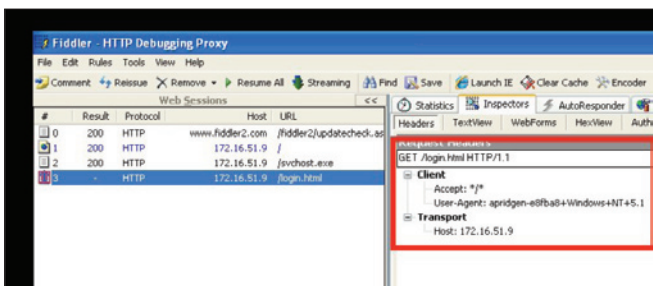 Fiddler - HTTP Debugging Proxy
File Edit Rules Tools View Help
Comment Reissue Remove Resume All Streaming Find Save Launch IE Clear Cache Encoder
Web Sessions <<
Statistics Inspectors AutoResponder
# Result Protocol Host URL
Headers TextView WebForms HexView Auth
0 200 HTTP www.fiddler2.com /fiddler2/updatecheck.as
1 200 HTTP 172.16.51.9 /
2 200 HTTP 172.16.51.9 /svchost.exe
3 - HTTP 172.16.51.9 /login.html
Request Headers
GET /login.html HTTP/1.1
Client
Accept: */*
User-Agent: apridgen-e8fba8+Windows+NT+5.1
Transport
Host: 172.16.51.9